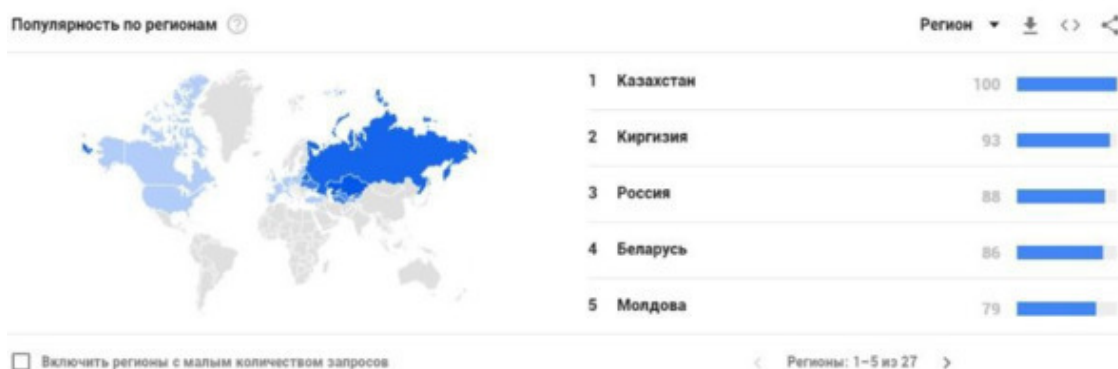 Популярность по регионам
Регион
1 Казахстан 100
2 Киргизия 93
3 Россия 88
4 Беларусь 86
5 Молдова 79
Включить регионы с малым количеством запросов
Регионы: 1–5 из 27